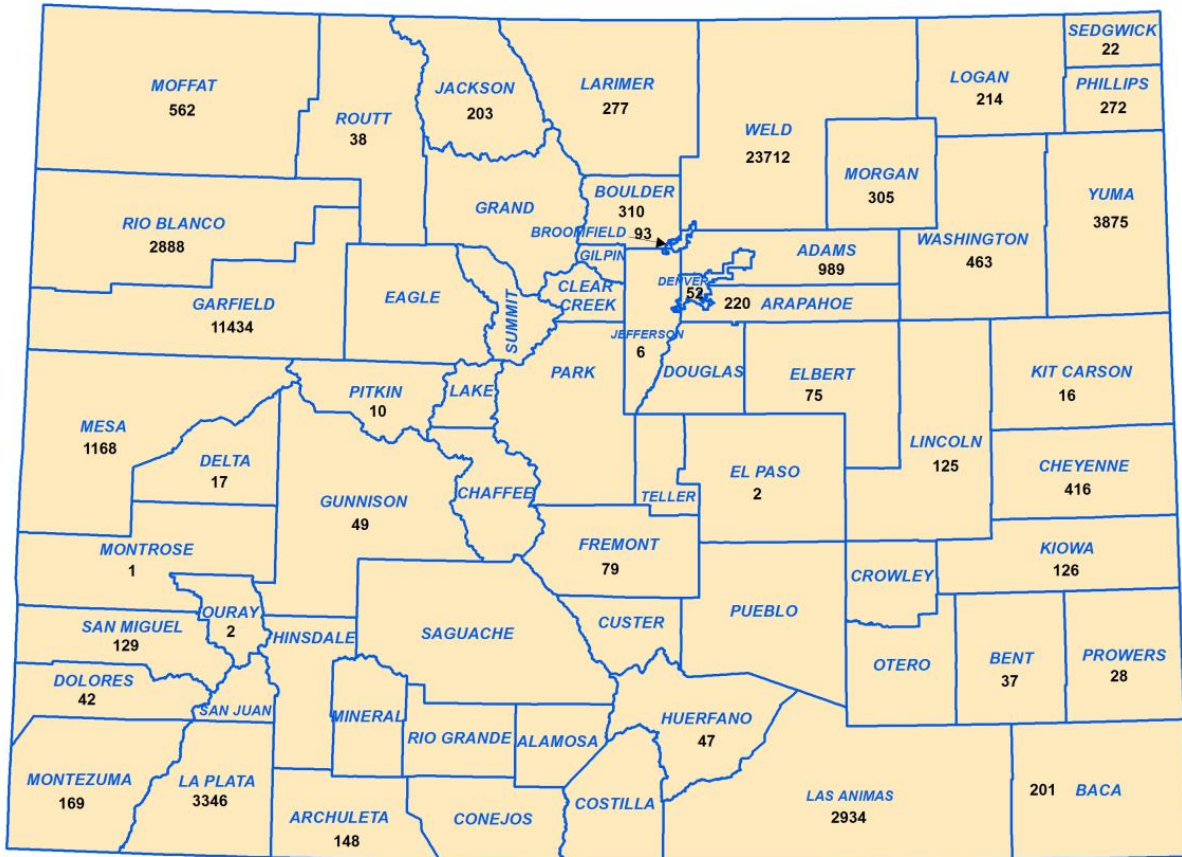 SEDGWICK
22
LOGAN
214
PHILLIPS
272
MOFFAT
562
JACKSON
203
LARIMER
277
ROUTT
38
WELD
23712
MORGAN
305
YUMA
3875
BOULDER
310
GRAND
RIO BLANCO
2888
BROOMFIELD
93
WASHINGTON
463
ADAMS
989
GILPIN
DENVER
52
CLEAR
CREEK
EAGLE
GARFIELD
11434
SUMMIT
220
ARAPAHOE
JEFFERSON
6
PARK
DOUGLAS
ELBERT
75
KIT CARSON
16
PITKIN
10
LAKE
MESA
1168
DELTA
17
LINCOLN
125
CHEYENNE
416
EL PASO
2
GUNNISON
49
CHAFFEE
TELLER
MONTROSE
1
FREMONT
79
KIOWA
126
CROWLEY
OURAY
2
PUEBLO
SAN MIGUEL
129
HINSDALE
SAGUACHE
CUSTER
OTERO
BENT
37
PROWERS
28
DOLORES
42
SAN JUAN
MINERAL
RIO GRANDE
ALAMOSA
HUERFANO
47
MONTEZUMA
169
LA PLATA
3346
ARCHULETA
148
CONEJOS
COSTILLA
LAS ANIMAS
2934
201
BACA